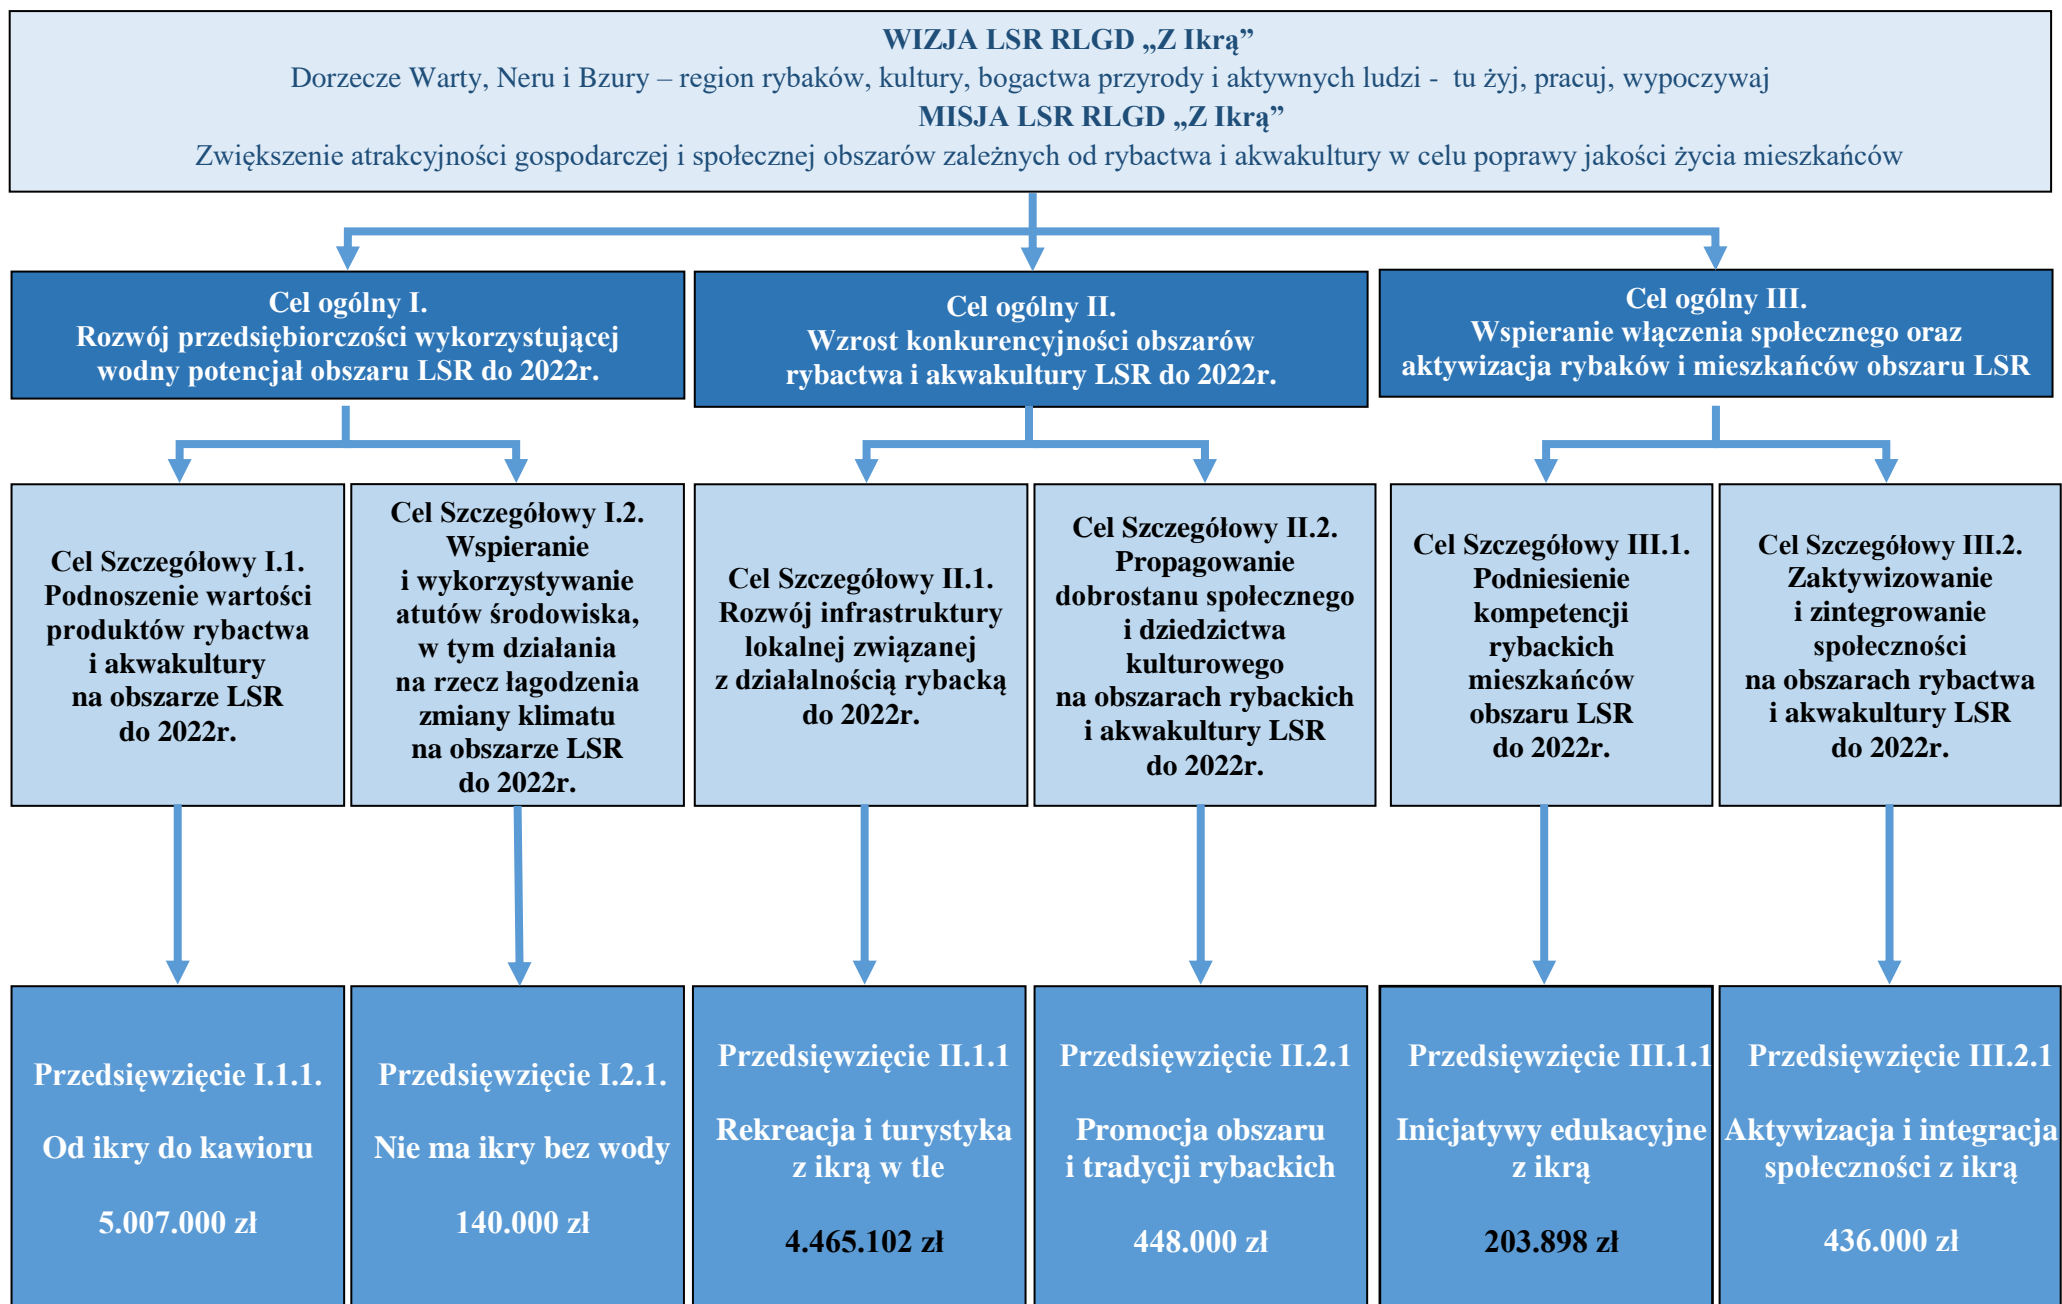 WIZJA LSR RLGD „Z Ikrą”
Dorzecze Warty, Neru i Bzury – region rybaków, kultury, bogactwa przyrody i aktywnych ludzi - tu żyj, pracuj, wypoczywaj
MISJA LSR RLGD „Z Ikrą”
Zwiększenie atrakcyjności gospodarczej i społecznej obszarów zależnych od rybactwa i akwakultury w celu poprawy jakości życia mieszkańców
Cel ogólny I.
Rozwój przedsiębiorczości wykorzystującej
wodny potencjał obszaru LSR do 2022r.
Cel ogólny II.
Wzrost konkurencyjności obszarów
rybactwa i akwakultury LSR do 2022r.
Cel ogólny III.
Wspieranie włączenia społecznego oraz
aktywizacja rybaków i mieszkańców obszaru LSR
Cel Szczegółowy I.1.
Podnoszenie wartości
produktów rybactwa
i akwakultury
na obszarze LSR
do 2022r.
Cel Szczegółowy I.2.
Wspieranie
i wykorzystywanie
atutów środowiska,
w tym działania
na rzecz łagodzenia
zmiany klimatu
na obszarze LSR
do 2022r.
Cel Szczegółowy II.1.
Rozwój infrastruktury
lokalnej związanej
z działalnością rybacką
do 2022r.
Cel Szczegółowy II.2.
Propagowanie
dobrostanu społecznego
i dziedzictwa
kulturowego
na obszarach rybackich
i akwakultury LSR
do 2022r.
Cel Szczegółowy III.1.
Podniesienie
kompetencji
rybackich
mieszkańców
obszaru LSR
do 2022r.
Cel Szczegółowy III.2.
Zaktywizowanie
i zintegrowanie
społeczności
na obszarach rybactwa
i akwakultury LSR
do 2022r.
Przedsięwzięcie I.1.1.
Od ikry do kawioru
5.007.000 zł
Przedsięwzięcie I.2.1.
Nie ma ikry bez wody
140.000 zł
Przedsięwzięcie II.1.1
Rekreacja i turystyka
z ikrą w tle
4.465.102 zł
Przedsięwzięcie II.2.1
Promocja obszaru
i tradycji rybackich
448.000 zł
Przedsięwzięcie III.1.1
Inicjatywy edukacyjne
z ikrą
203.898 zł
Przedsięwzięcie III.2.1
Aktywizacja i integracja
społeczności z ikrą
436.000 zł